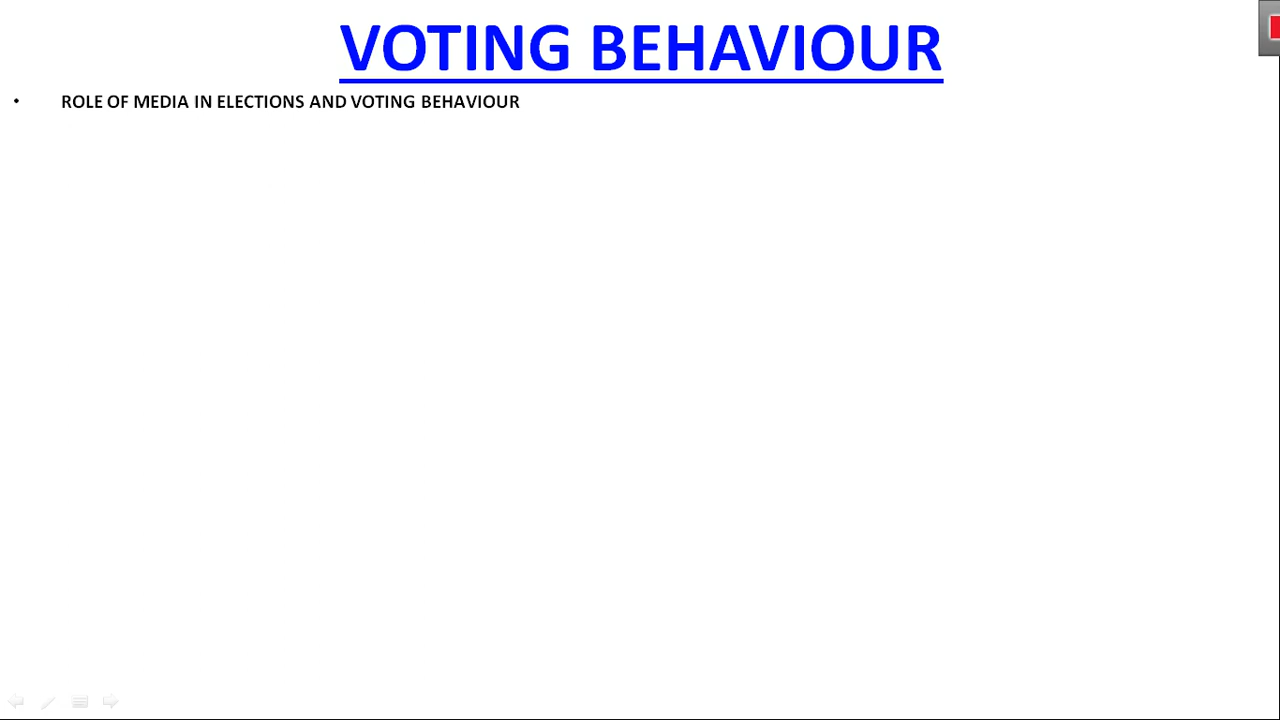 VOTING BEHAVIOUR
• ROLE OF MEDIA IN ELECTIONS AND VOTING BEHAVIOUR